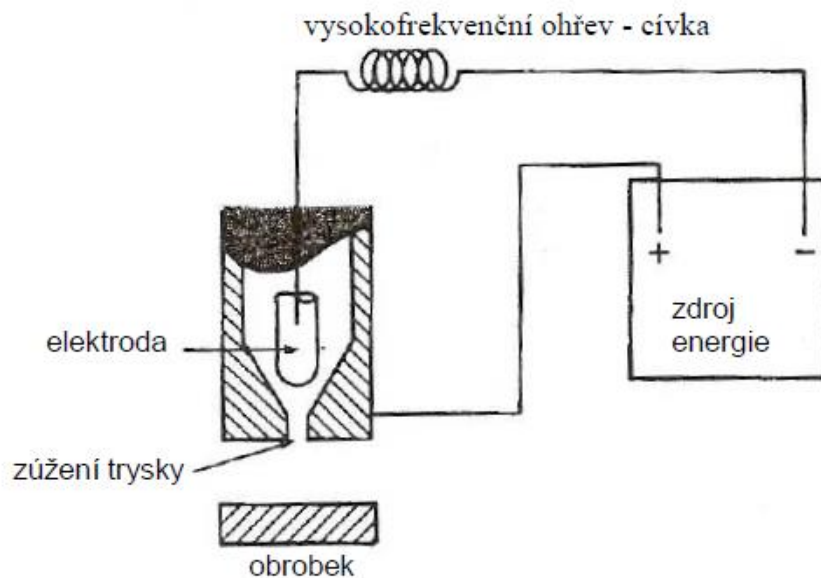 vysokofrekvenční ohřev - cívka
+ −
zdroj
energie
elektroda
zúžení trysky
obrobek